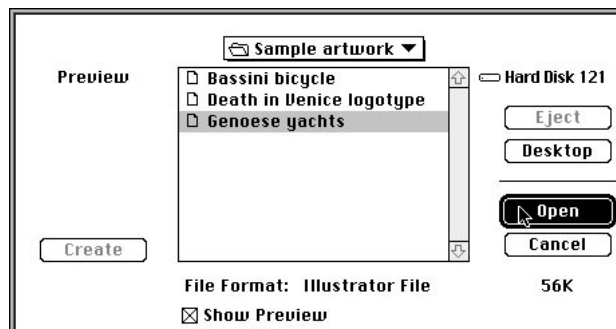 Sample artwork
Preview
Bassini bicycle
Death in Venice logotype
Genoese yachts
Hard Disk 121
Eject
Desktop
Open
Cancel
Create
File Format: Illustrator File
56K
Show Preview